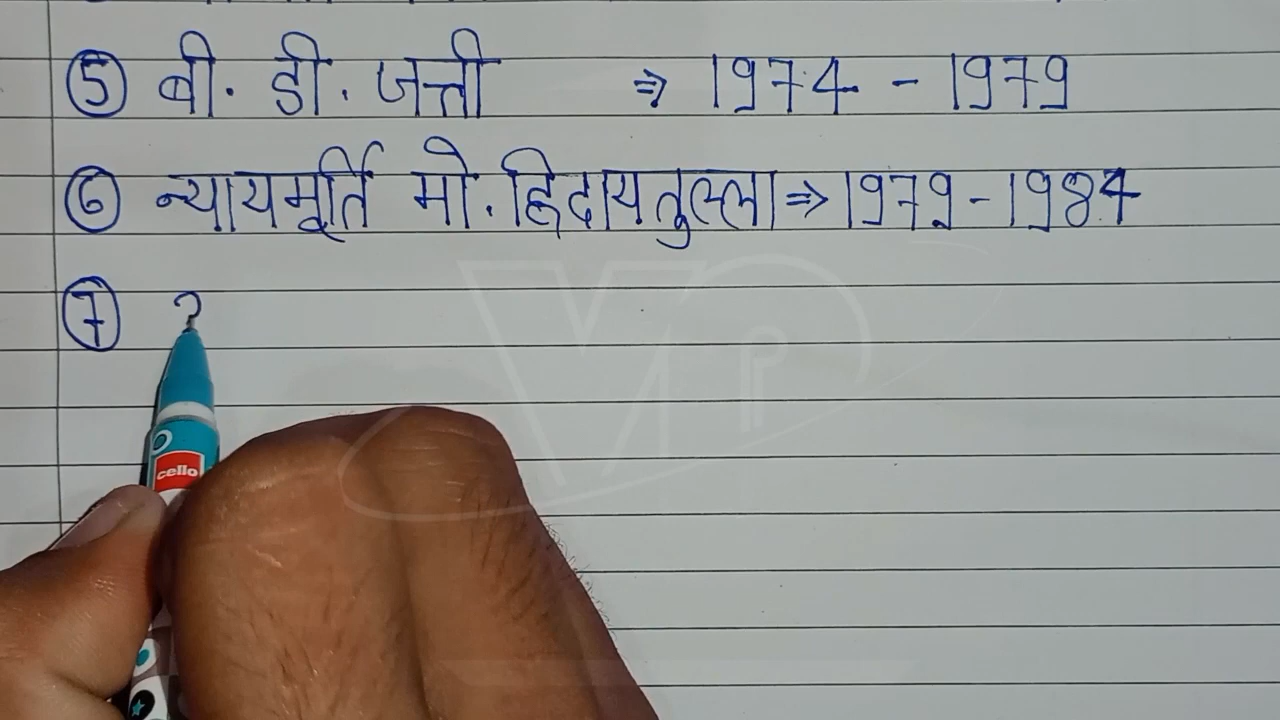 ⑤ बी. डी. जत्ती ⇒ 1974 - 1979
⑥ न्यायमूर्ति मो. हिदायतुल्ला ⇒ 1979 - 1984
⑦
cello